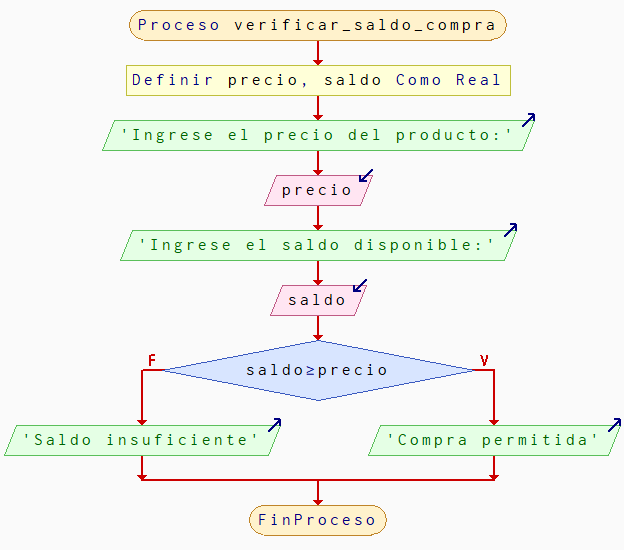 Proceso verificar_saldo_compra
Definir precio, saldo Como Real
'Ingrese el precio del producto:'
precio
'Ingrese el saldo disponible:'
saldo
F
V
saldo≥precio
'Saldo insuficiente'
'Compra permitida'
FinProceso